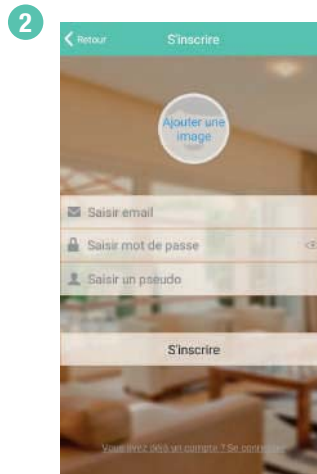 2
Retour
S'inscrire
Ajouter une
image
Saisir email
Saisir mot de passe
Saisir un pseudo
S'inscrire
Vous avez déjà un compte ? Se connecter